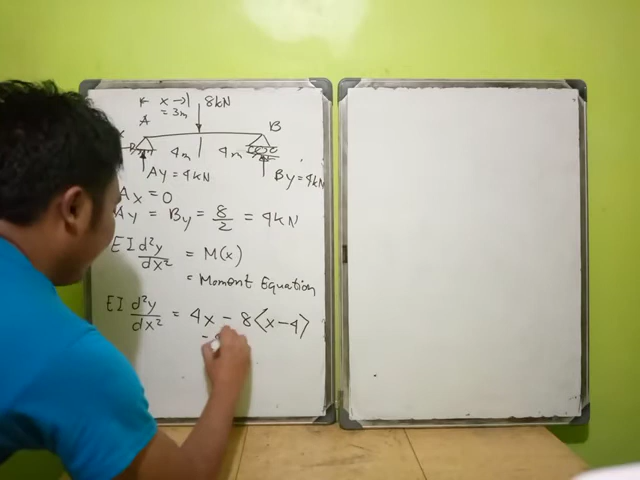 x → 8kN
A = 3m
B
4m 4m
Ay = 4kN By = 4kN
Ax = 0
Ay = By = 8/2 = 4kN
EI d²y/dx² = M(x)
= Moment Equation
EI d²y/dx² = 4x - 8⟨x-4⟩